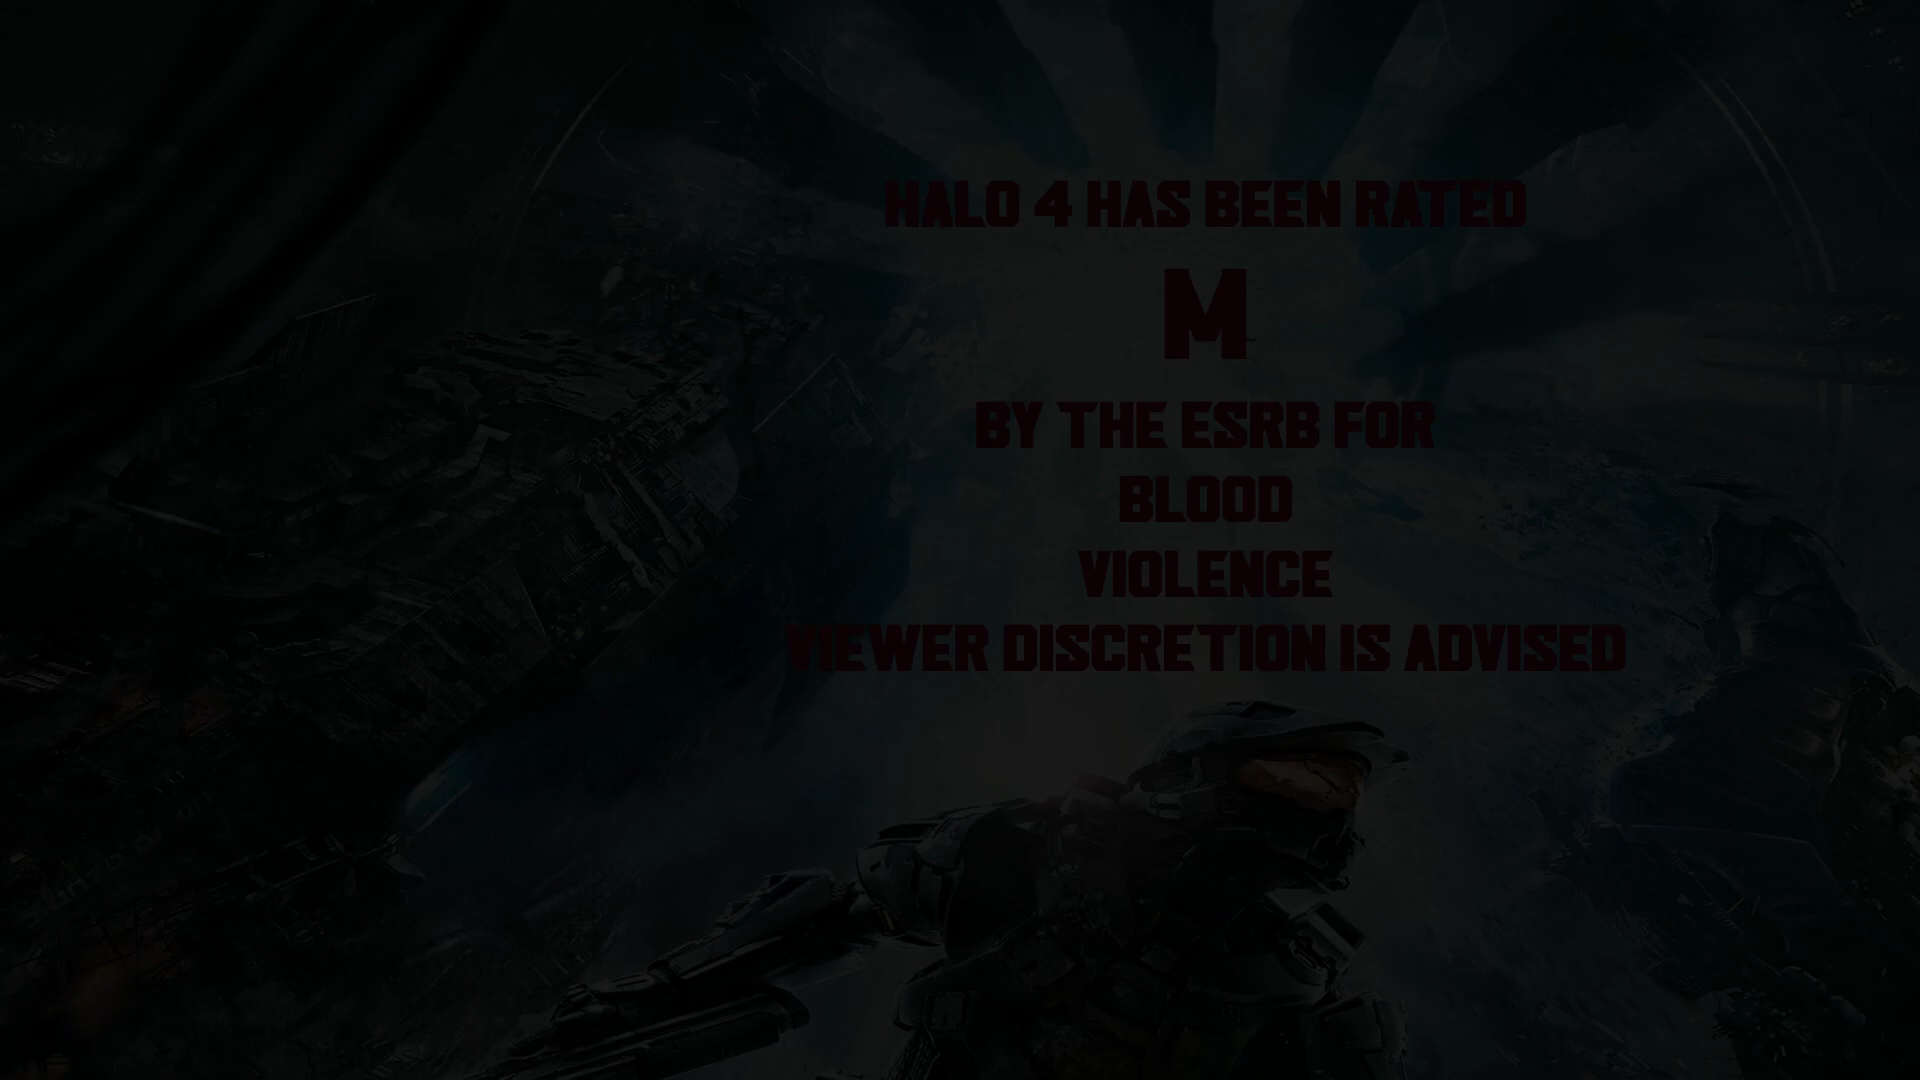 HALO 4 HAS BEEN RATED
M
BY THE ESRB FOR
BLOOD
VIOLENCE
VIEWER DISCRETION IS ADVISED